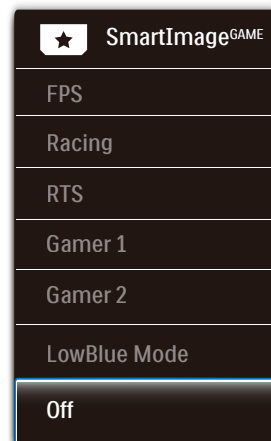 SmartImageGAME
FPS
Racing
RTS
Gamer 1
Gamer 2
LowBlue Mode
Off